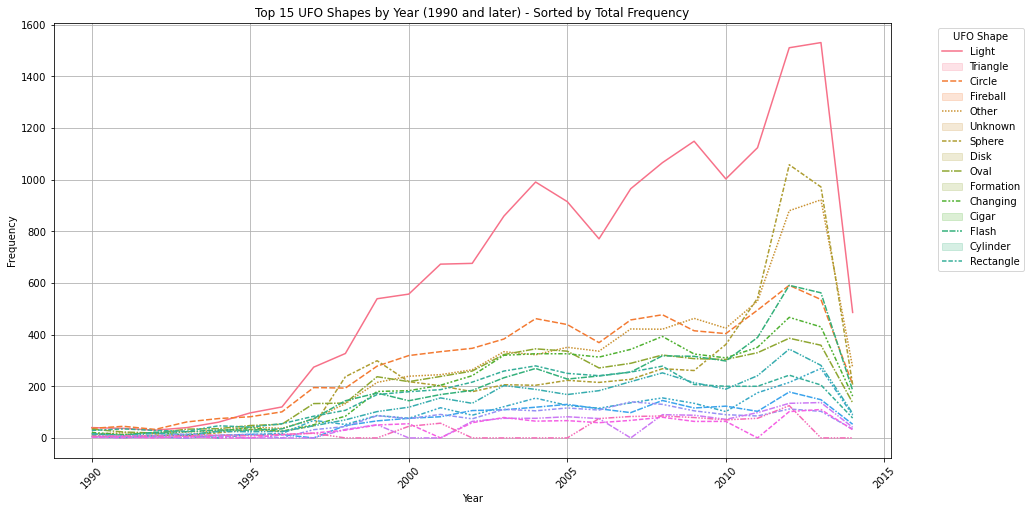 Top 15 UFO Shapes by Year (1990 and later) - Sorted by Total Frequency
1600
1400
1200
1000
800
600
400
200
0
Frequency
1990
1995
2000
2005
2010
2015
Year
UFO Shape
Light
Triangle
Circle
Fireball
Other
Unknown
Sphere
Disk
Oval
Formation
Changing
Cigar
Flash
Cylinder
Rectangle